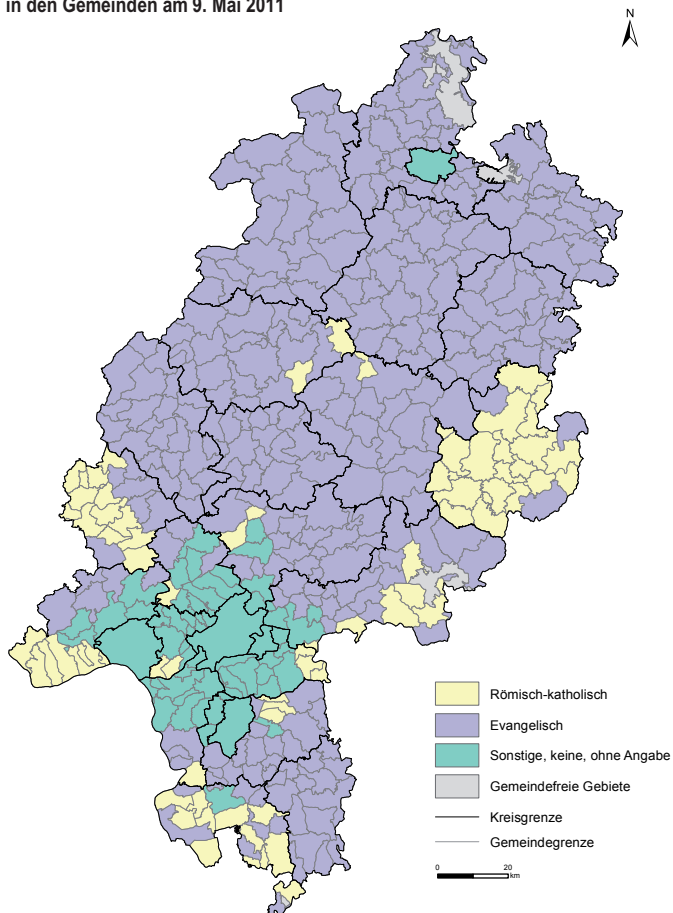 in den Gemeinden am 9. Mai 2011
N
Römisch-katholisch
Evangelisch
Sonstige, keine, ohne Angabe
Gemeindefreie Gebiete
Kreisgrenze
Gemeindegrenze
0 20
km